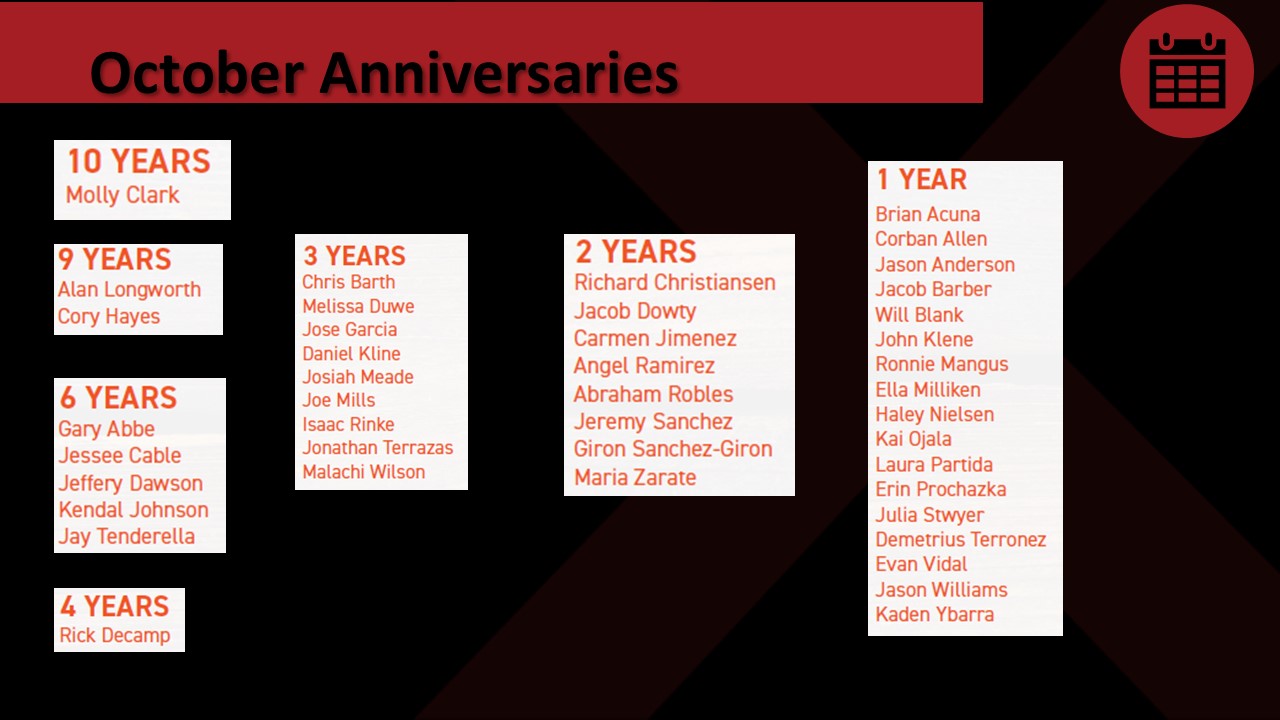 October Anniversaries
10 YEARS
Molly Clark
9 YEARS
Alan Longworth
Cory Hayes
6 YEARS
Gary Abbe
Jessee Cable
Jeffery Dawson
Kendal Johnson
Jay Tenderella
4 YEARS
Rick Decamp
3 YEARS
Chris Barth
Melissa Duwe
Jose Garcia
Daniel Kline
Josiah Meade
Joe Mills
Isaac Rinke
Jonathan Terrazas
Malachi Wilson
2 YEARS
Richard Christiansen
Jacob Dowty
Carmen Jimenez
Angel Ramirez
Abraham Robles
Jeremy Sanchez
Giron Sanchez-Giron
Maria Zarate
1 YEAR
Brian Acuna
Corban Allen
Jason Anderson
Jacob Barber
Will Blank
John Klene
Ronnie Mangus
Ella Milliken
Haley Nielsen
Kai Ojala
Laura Partida
Erin Prochazka
Julia Stwyer
Demetrius Terronez
Evan Vidal
Jason Williams
Kaden Ybarra